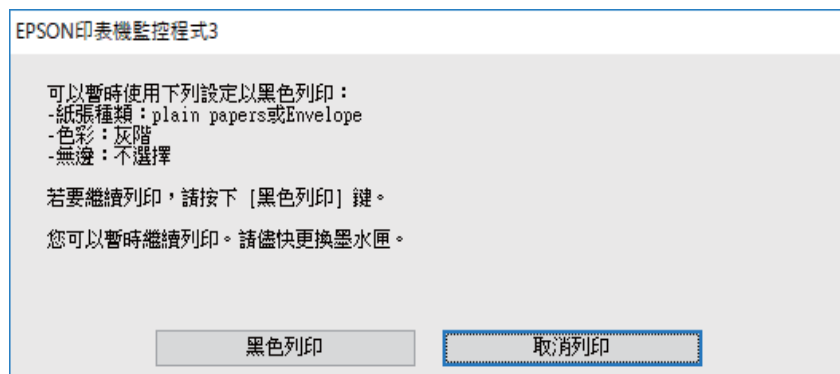 EPSON印表機監控程式3
可以暫時使用下列設定以黑色列印：
-紙張種類：plain papers或Envelope
-色彩：灰階
-無邊：不選擇
若要繼續列印，請按下 [黑色列印] 鍵。
您可以暫時繼續列印。請儘快更換墨水匣。
黑色列印
取消列印